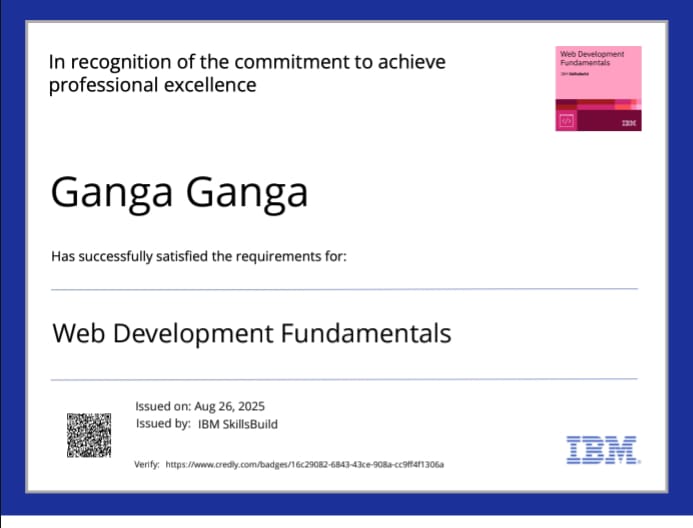 In recognition of the commitment to achieve
professional excellence
Web Development
Fundamentals
IBM SkillsBuild
</>
IBM
Ganga Ganga
Has successfully satisfied the requirements for:
Web Development Fundamentals
Issued on: Aug 26, 2025
Issued by: IBM SkillsBuild
Verify: https://www.credly.com/badges/16c29082-6843-43ce-908a-cc9ff4f1306a
IBM.